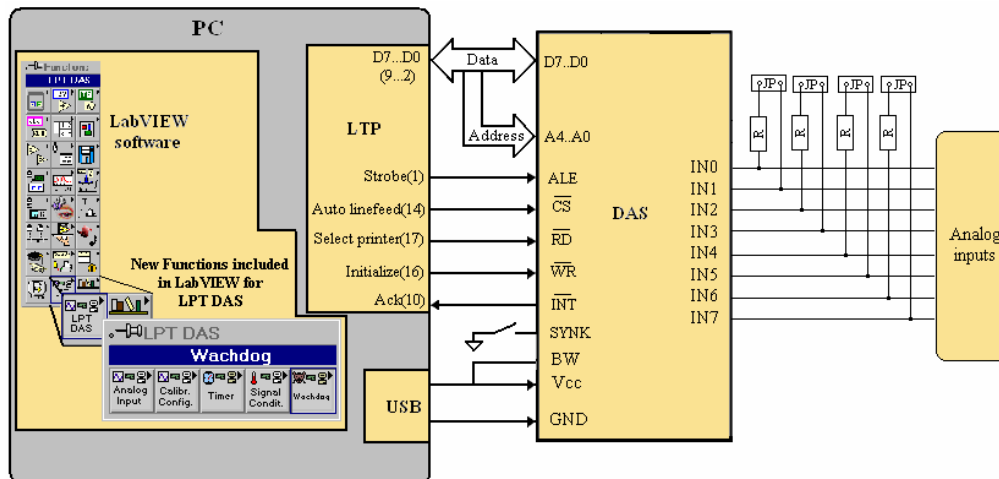 PC
Functions
LPT DAS
LabVIEW
software
New Functions included
in LabVIEW for
LPT DAS
LPT
DAS
LPT DAS
Wachdog
Analog
Input
Calibr.
Config.
Timer
Signal
Condit.
Wachdog
D7...D0
(9...2)
LTP
Strobe(1)
Auto linefeed(14)
Select printer(17)
Initialize(16)
Ack(10)
USB
Data
Address
D7..D0
A4..A0
ALE
CS
RD
WR
INT
SYNK
BW
Vcc
GND
DAS
IN0
IN1
IN2
IN3
IN4
IN5
IN6
IN7
JP
JP
JP
JP
R
R
R
R
Analog
inputs